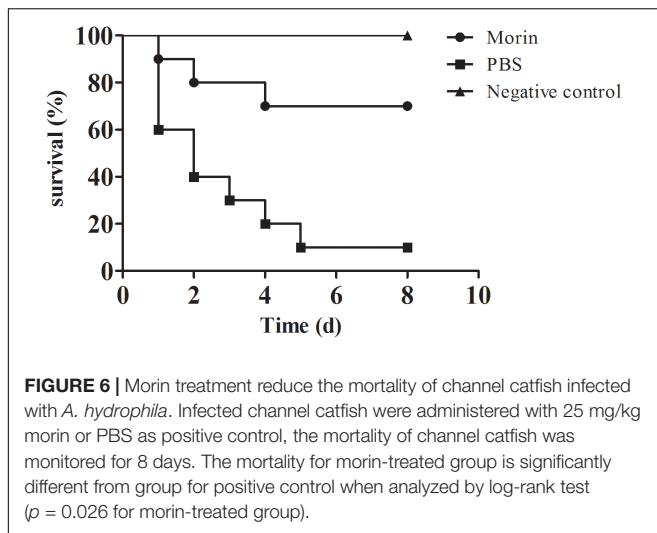 100
80
60
40
20
0
survival (%)
0 2 4 6 8 10
Time (d)
Morin
PBS
Negative control
FIGURE 6 | Morin treatment reduce the mortality of channel catfish infected
with A. hydrophila. Infected channel catfish were administered with 25 mg/kg
morin or PBS as positive control, the mortality of channel catfish was
monitored for 8 days. The mortality for morin-treated group is significantly
different from group for positive control when analyzed by log-rank test
(p = 0.026 for morin-treated group).